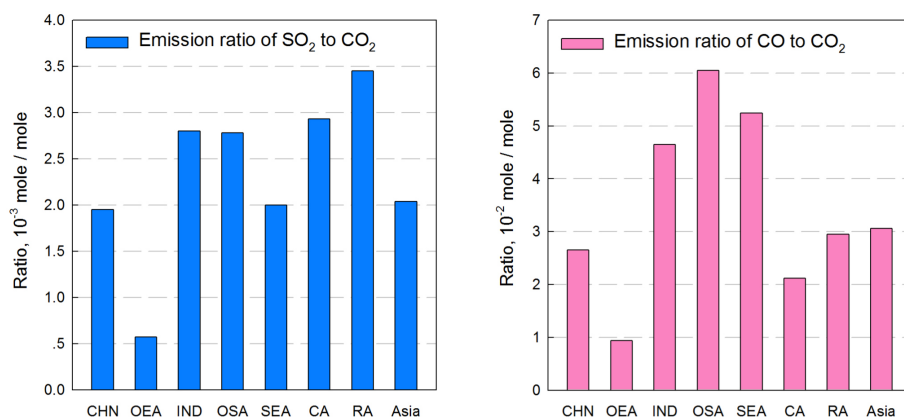 Emission ratio of SO₂ to CO₂
Ratio, 10⁻³ mole / mole
4.0
3.5
3.0
2.5
2.0
1.5
1.0
.5
0.0
CHN OEA IND OSA SEA CA RA Asia
Emission ratio of CO to CO₂
Ratio, 10⁻² mole / mole
7
6
5
4
3
2
1
0
CHN OEA IND OSA SEA CA RA Asia